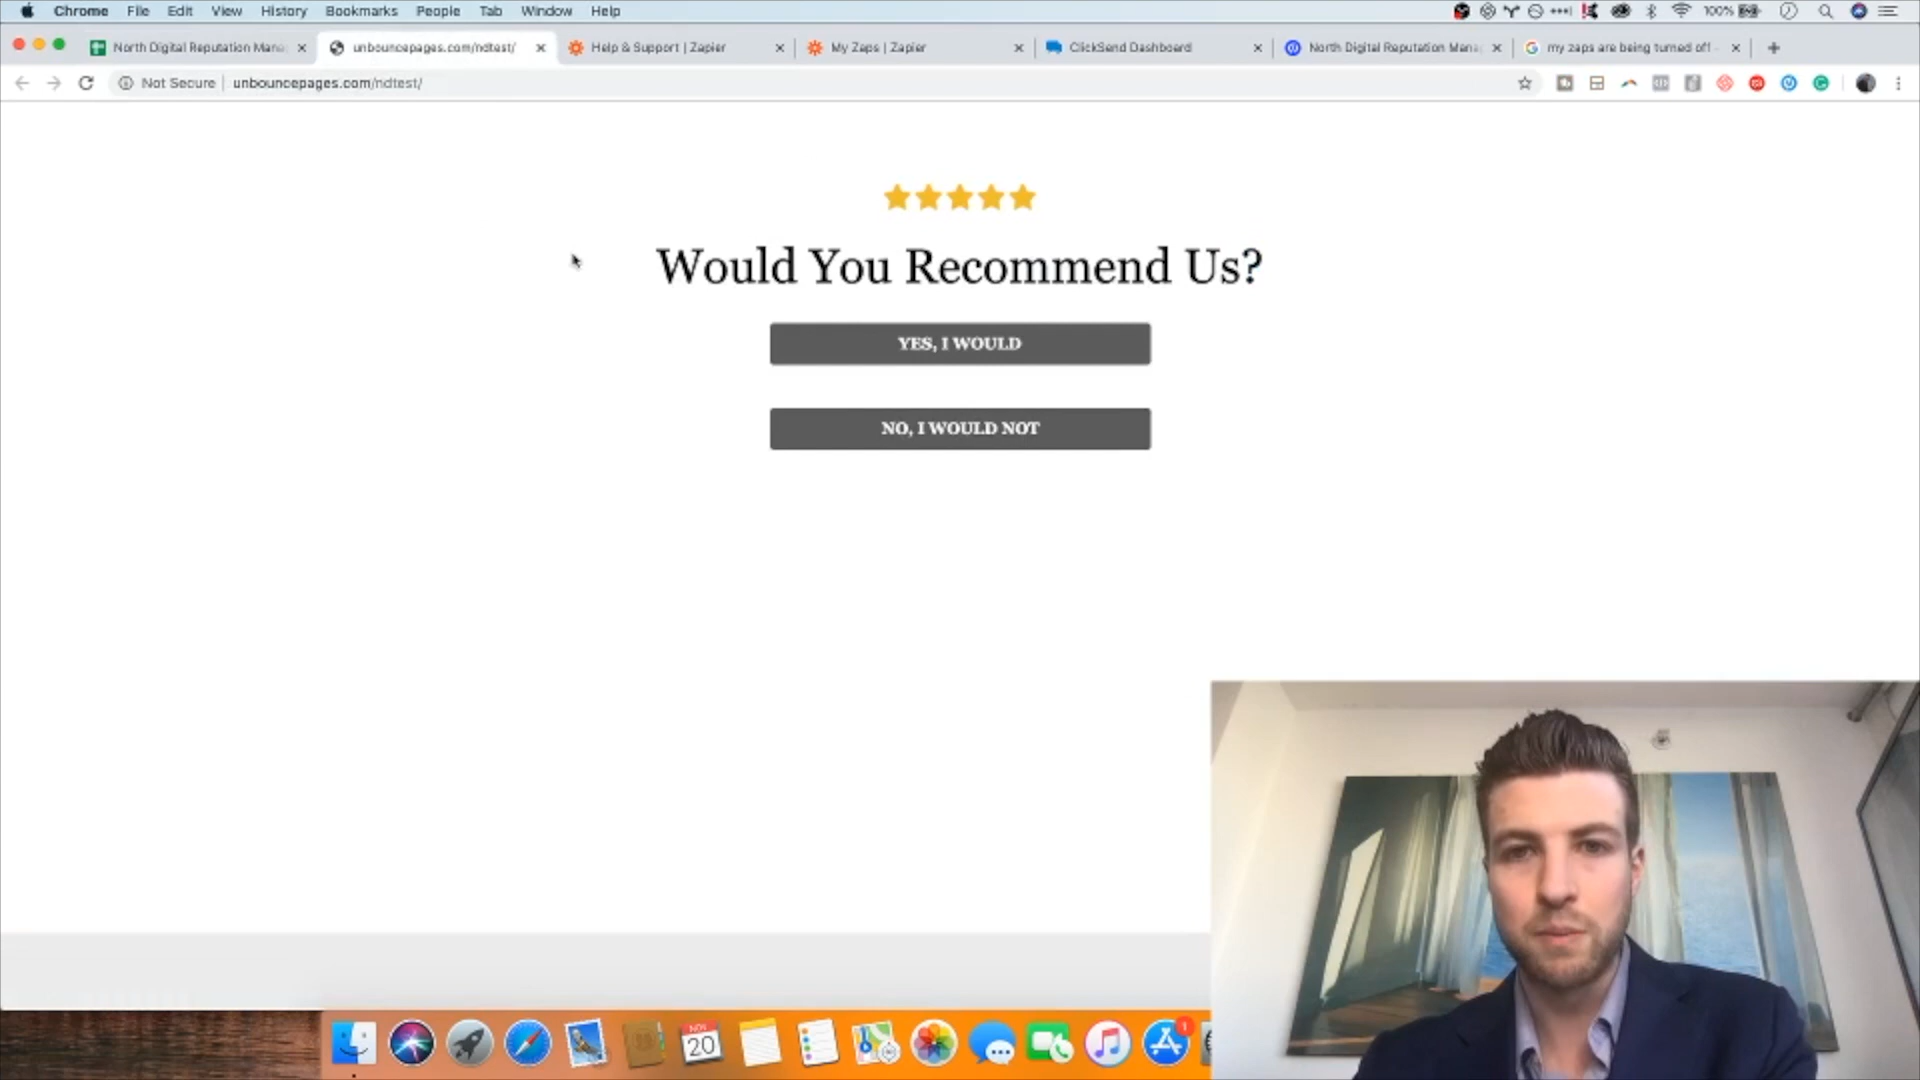 Chrome File Edit View History Bookmarks People Tab Window Help 100%
North Digital Reputation Mana
unbouncepages.com/ndtest/
Help & Support | Zapier
My Zaps | Zapier
ClickSend Dashboard
North Digital Reputation Mana
my zaps are being turned off -
Not Secure | unbouncepages.com/ndtest/
Would You Recommend Us?
YES, I WOULD
NO, I WOULD NOT
NOV
20
1